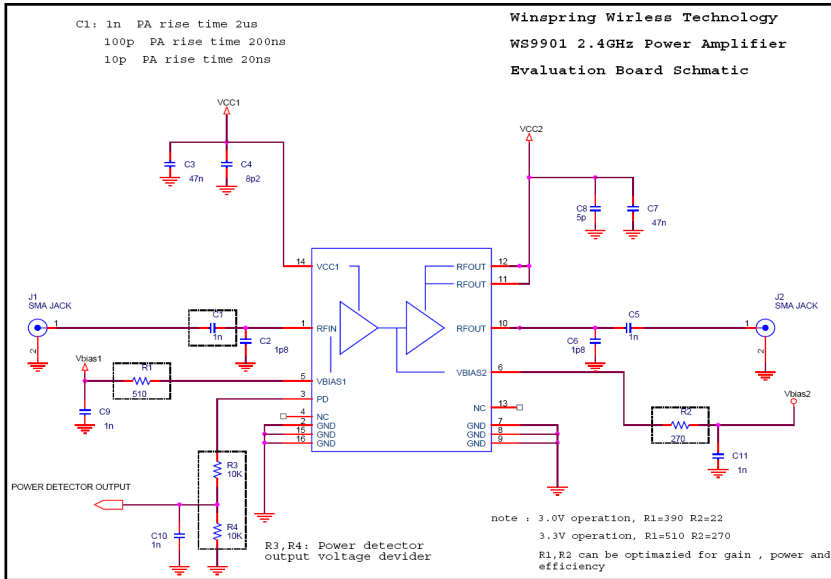 C1: 1n PA rise time 2us
100p PA rise time 200ns
10p PA rise time 20ns
Winspring Wirless Technology
WS9901 2.4GHz Power Amplifier
Evaluation Board Schmatic
VCC1
VCC2
C3
47n
C4
8p2
C8
5p
C7
47n
14
VCC1
RFOUT
12
RFOUT
11
J1
SMA JACK
1
2
C1
1n
C2
1p8
1
RFIN
RFOUT
10
C6
1p8
C5
1n
J2
SMA JACK
1
2
Vbias1
R1
510
C9
1n
5
VBIAS1
3
PD
4
NC
2
GND
15
GND
16
GND
VBIAS2
6
NC
13
GND
7
GND
8
GND
9
R2
270
Vbias2
C11
1n
R3
10K
R4
10K
POWER DETECTOR OUTPUT
C10
1n
R3,R4: Power detector
output voltage devider
note : 3.0V operation, R1=390 R2=22
3.3V operation, R1=510 R2=270
R1,R2 can be optimazied for gain , power and
efficiency